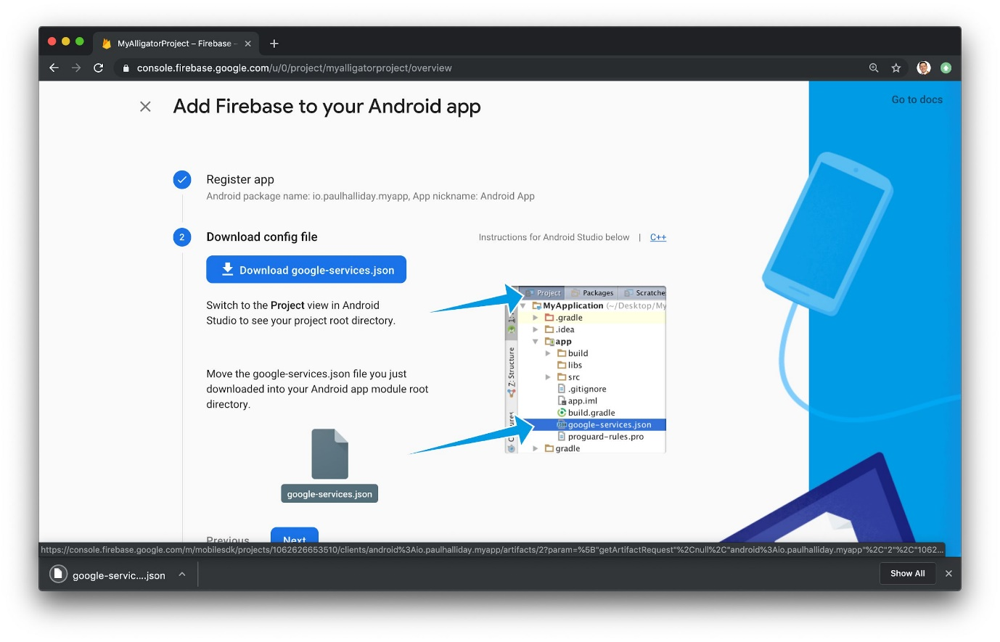 MyAlligatorProject – Firebase -
console.firebase.google.com/u/0/project/myalligatorproject/overview
Add Firebase to your Android app
Go to docs
Register app
Android package name: io.paulhalliday.myapp, App nickname: Android App
2
Download config file
Instructions for Android Studio below | C++
Download google-services.json
Switch to the Project view in Android
Studio to see your project root directory.
Move the google-services.json file you just
downloaded into your Android app module root
directory.
google-services.json
Project Packages Scratche
MyApplication (~/Desktop/My
.gradle
.idea
app
build
libs
src
.gitignore
app.iml
build.gradle
google-services.json
proguard-rules.pro
gradle
Z: Structure
Previous
Next
https://console.firebase.google.com/m/mobilesdk/projects/1062626653510/clients/android%3Aio.paulhalliday.myapp/artifacts/2?param=%5B"getArtifactRequest"%2Cnull%2C"android%3Aio.paulhalliday.myapp"%2C"2"%2C"1062...
google-servic....json
Show All